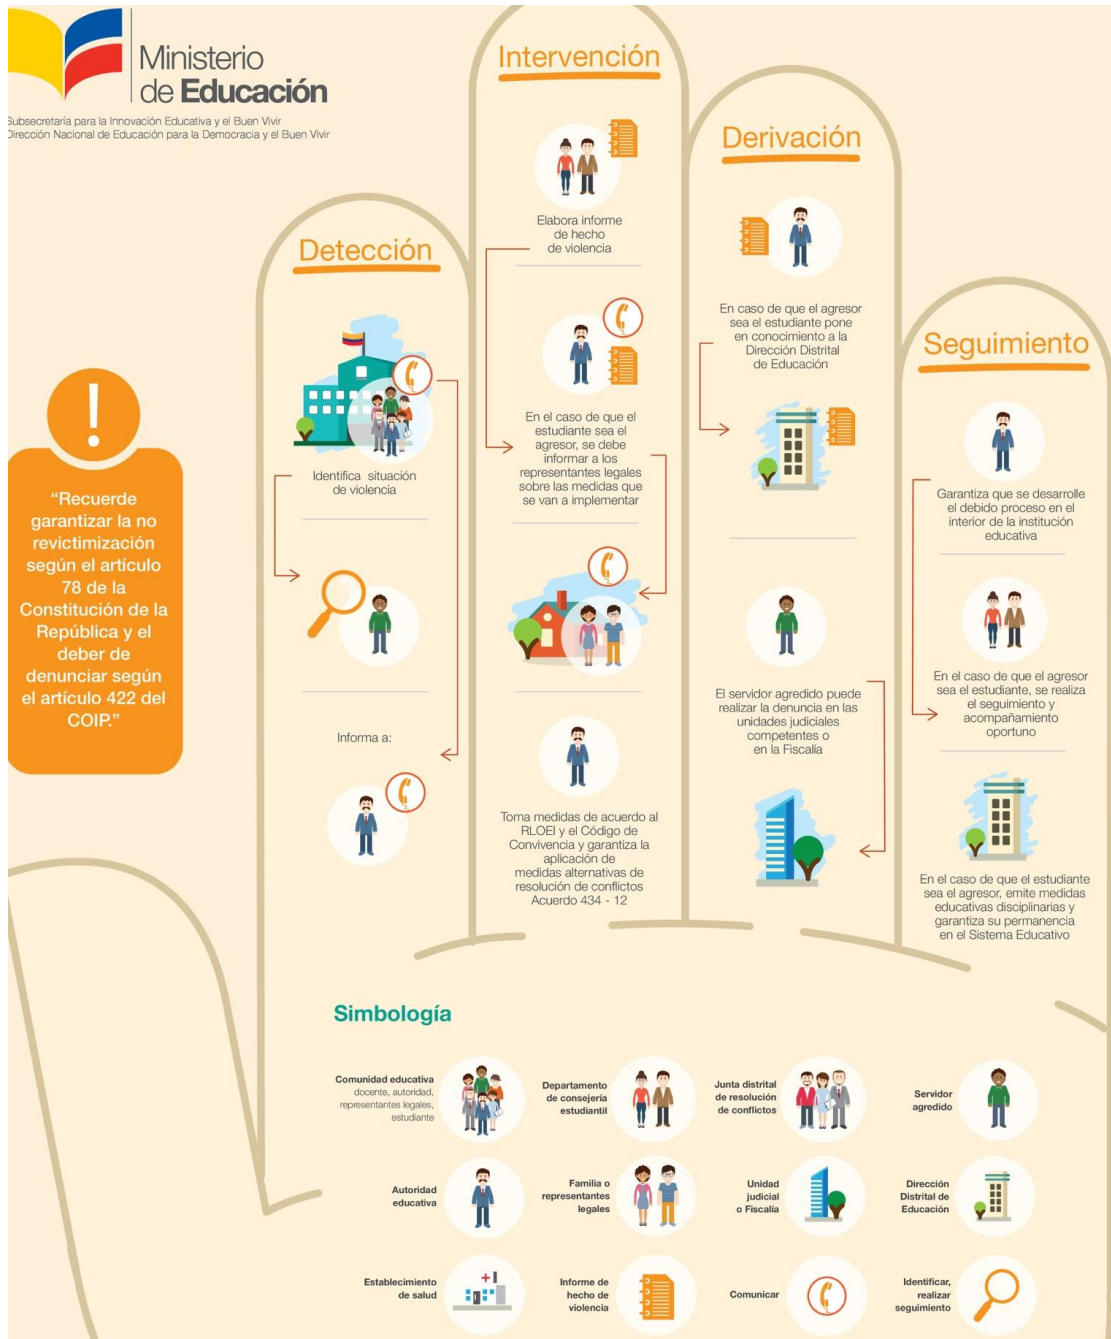 Ministerio
de Educación
Subsecretaría para la Innovación Educativa y el Buen Vivir
Dirección Nacional de Educación para la Democracia y el Buen Vivir
!
“Recuerde
garantizar la no
revictimización
según el artículo
78 de la
Constitución de la
República y el
deber de
denunciar según
el artículo 422 del
COIP.”
Detección
Identifica situación
de violencia
Informa a:
Intervención
Elabora informe
de hecho
de violencia
En el caso de que el
estudiante sea el
agresor, se debe
informar a los
representantes legales
sobre las medidas que
se van a implementar
Toma medidas de acuerdo al
RLOEI y el Código de
Convivencia y garantiza la
aplicación de
medidas alternativas de
resolución de conflictos
Acuerdo 434 - 12
Derivación
En caso de que el agresor
sea el estudiante pone
en conocimiento a la
Dirección Distrital
de Educación
El servidor agredido puede
realizar la denuncia en las
unidades judiciales
competentes o
en la Fiscalía
Seguimiento
Garantiza que se desarrolle
el debido proceso en el
interior de la institución
educativa
En el caso de que el agresor
sea el estudiante, se realiza
el seguimiento y
acompañamiento
oportuno
En el caso de que el estudiante
sea el agresor, emite medidas
educativas disciplinarias y
garantiza su permanencia
en el Sistema Educativo
Simbología
Comunidad educativa
docente, autoridad,
representantes legales,
estudiante
Departamento
de consejería
estudiantil
Junta distrital
de resolución
de conflictos
Servidor
agredido
Autoridad
educativa
Familia o
representantes
legales
Unidad
judicial
o Fiscalía
Dirección
Distrital de
Educación
Establecimiento
de salud
Informe de
hecho de
violencia
Comunicar
Identificar,
realizar
seguimiento